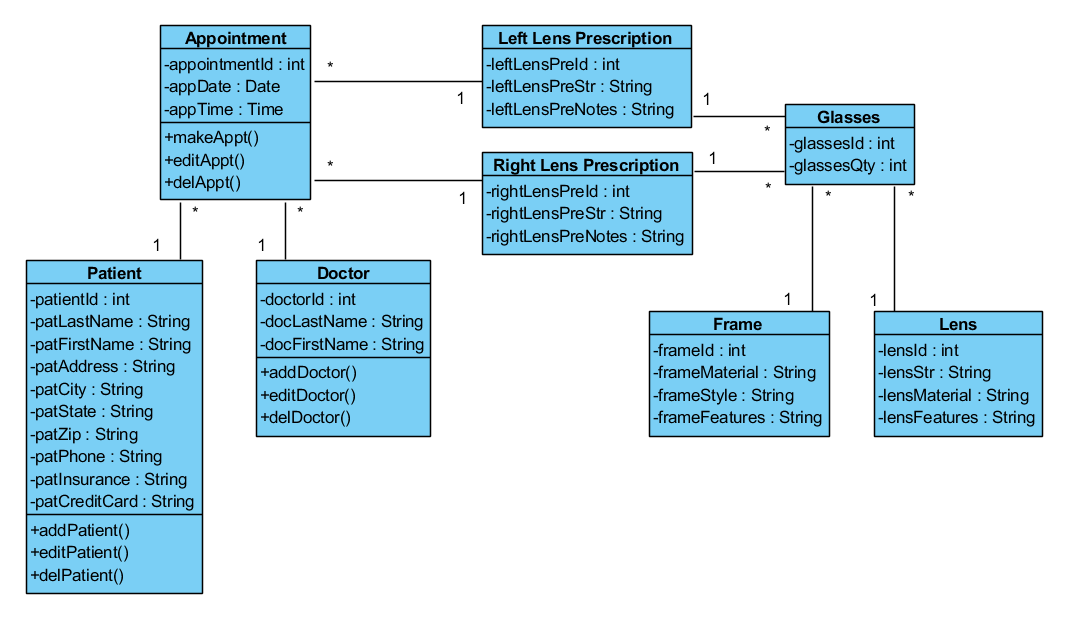 Appointment
-appointmentId : int
-appDate : Date
-appTime : Time
+makeAppt()
+editAppt()
+delAppt()
*
1
*
1
Left Lens Prescription
-leftLensPreId : int
-leftLensPreStr : String
-leftLensPreNotes : String
Right Lens Prescription
-rightLensPreId : int
-rightLensPreStr : String
-rightLensPreNotes : String
1
*
1
*
Glasses
-glassesId : int
-glassesQty : int
*
1
*
1
Patient
-patientId : int
-patLastName : String
-patFirstName : String
-patAddress : String
-patCity : String
-patState : String
-patZip : String
-patPhone : String
-patInsurance : String
-patCreditCard : String
+addPatient()
+editPatient()
+delPatient()
Doctor
-doctorId : int
-docLastName : String
-docFirstName : String
+addDoctor()
+editDoctor()
+delDoctor()
*
1
*
1
Frame
-frameId : int
-frameMaterial : String
-frameStyle : String
-frameFeatures : String
Lens
-lensId : int
-lensStr : String
-lensMaterial : String
-lensFeatures : String